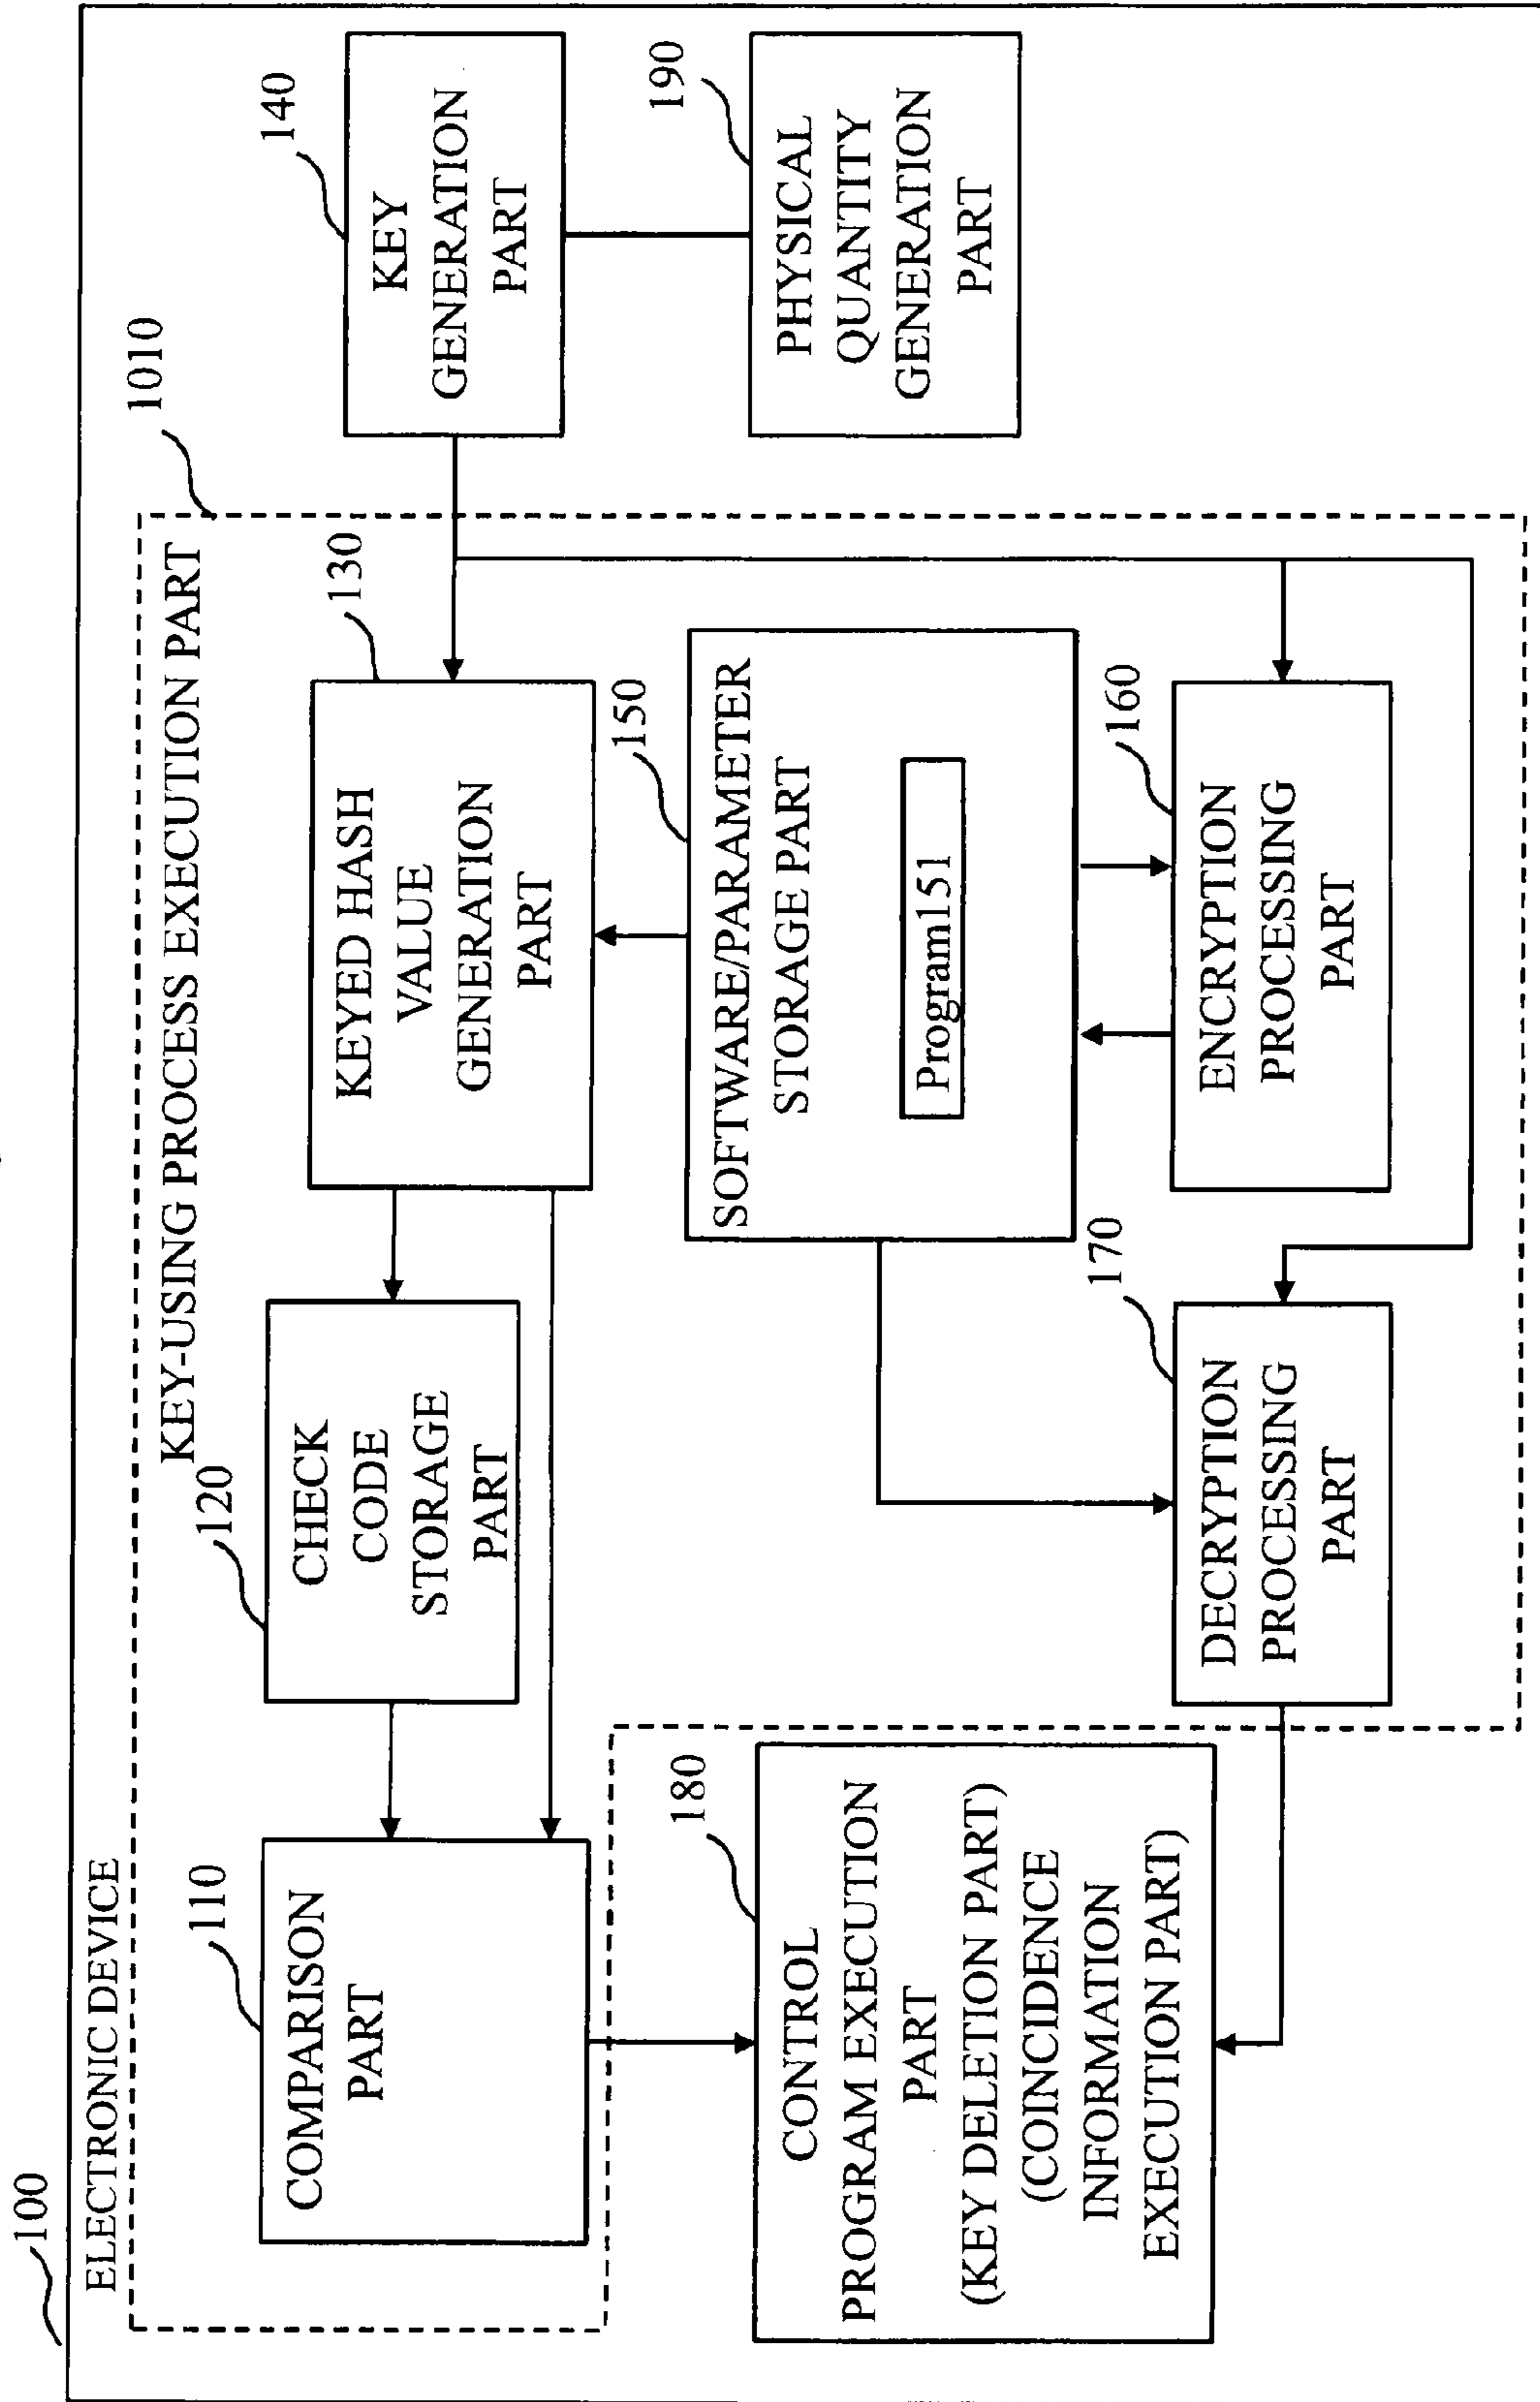 100
ELECTRONIC DEVICE
KEY-USING PROCESS EXECUTION PART
1010
110
COMPARISON
PART
120
CHECK
CODE
STORAGE
PART
130
KEYED HASH
VALUE
GENERATION
PART
140
KEY
GENERATION
PART
150
SOFTWARE/PARAMETER
STORAGE PART
Program151
190
PHYSICAL
QUANTITY
GENERATION
PART
180
CONTROL
PROGRAM EXECUTION
PART
(KEY DELETION PART)
(COINCIDENCE
INFORMATION
EXECUTION PART)
170
DECRYPTION
PROCESSING
PART
160
ENCRYPTION
PROCESSING
PART